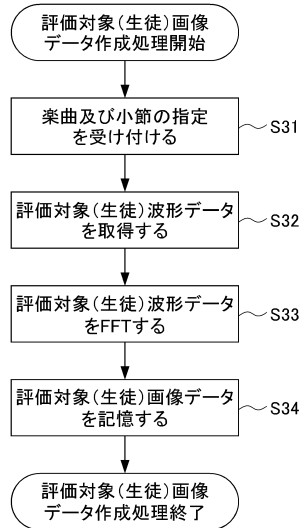 評価対象（生徒）画像
データ作成処理開始
楽曲及び小節の指定
を受け付ける
S31
評価対象（生徒）波形データ
を取得する
S32
評価対象（生徒）波形データ
をFFTする
S33
評価対象（生徒）画像データ
を記憶する
S34
評価対象（生徒）画像
データ作成処理終了